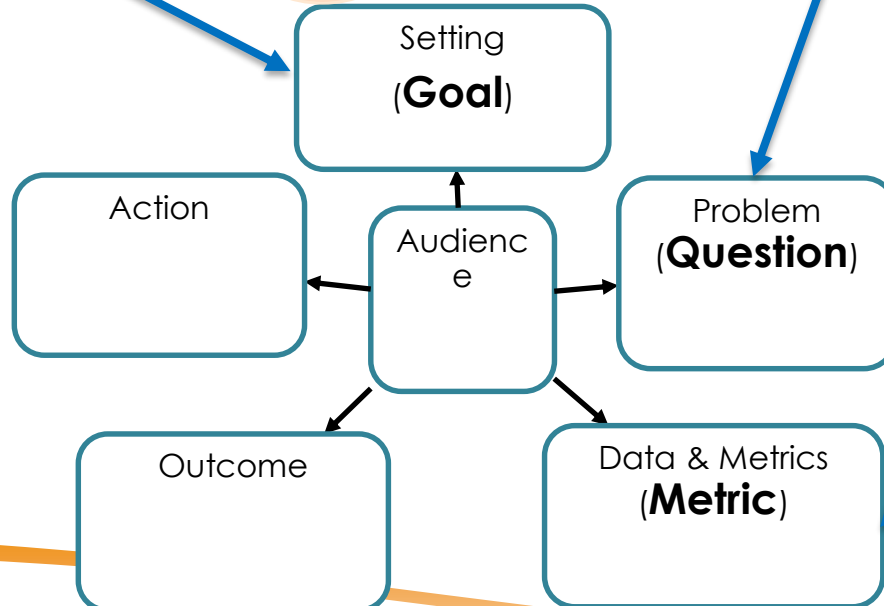 Setting
(Goal)
Action
Audienc
e
Problem
(Question)
Outcome
Data & Metrics
(Metric)